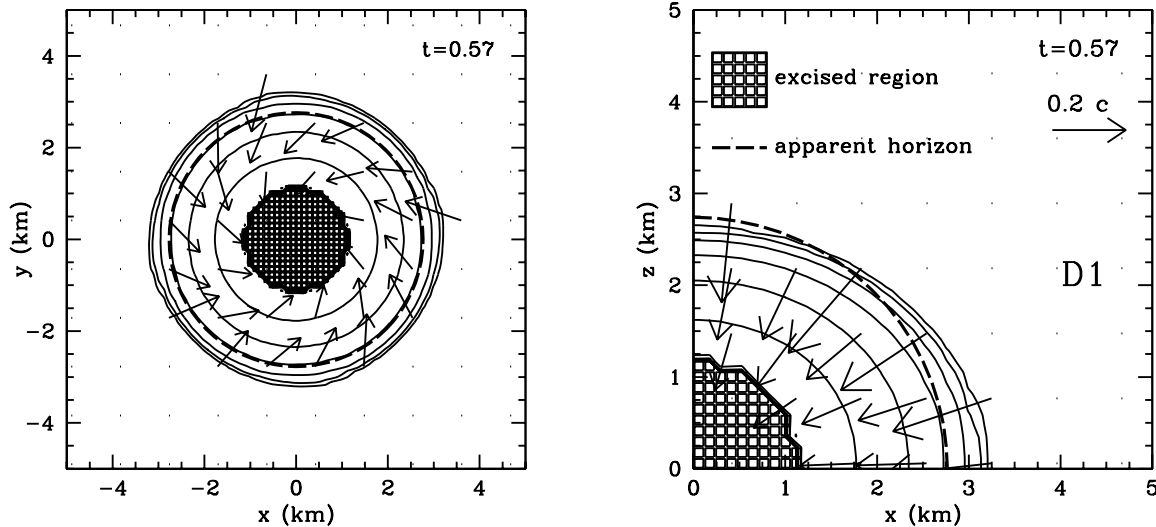 4
2
0
−2
−4
y (km)
−4 −2 0 2 4
x (km)
t=0.57
5
4
3
2
1
0
z (km)
0 1 2 3 4 5
x (km)
t=0.57
excised region
0.2 c
apparent horizon
D1